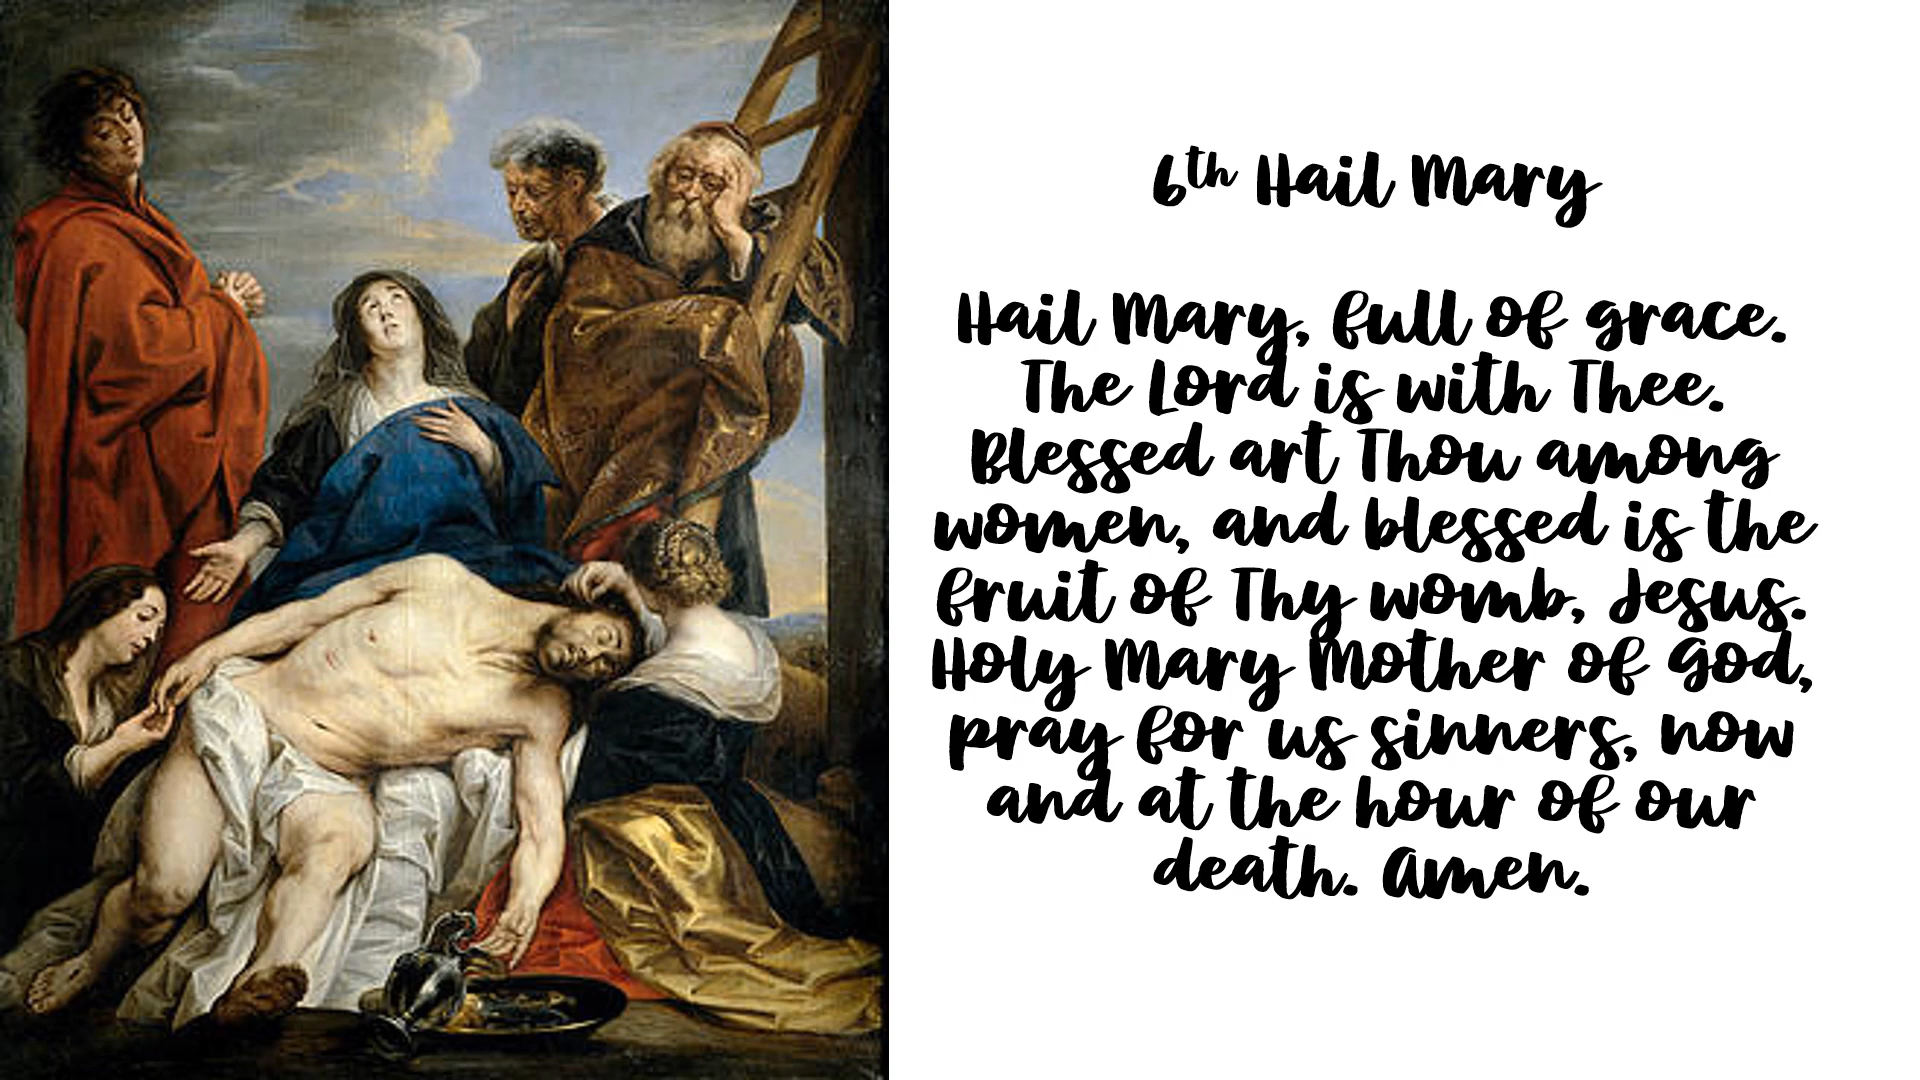 6th Hail Mary
Hail Mary, full of grace.
The Lord is with Thee.
Blessed art Thou among
women, and blessed is the
fruit of Thy womb, Jesus.
Holy Mary Mother of God,
pray for us sinners, now
and at the hour of our
death. Amen.